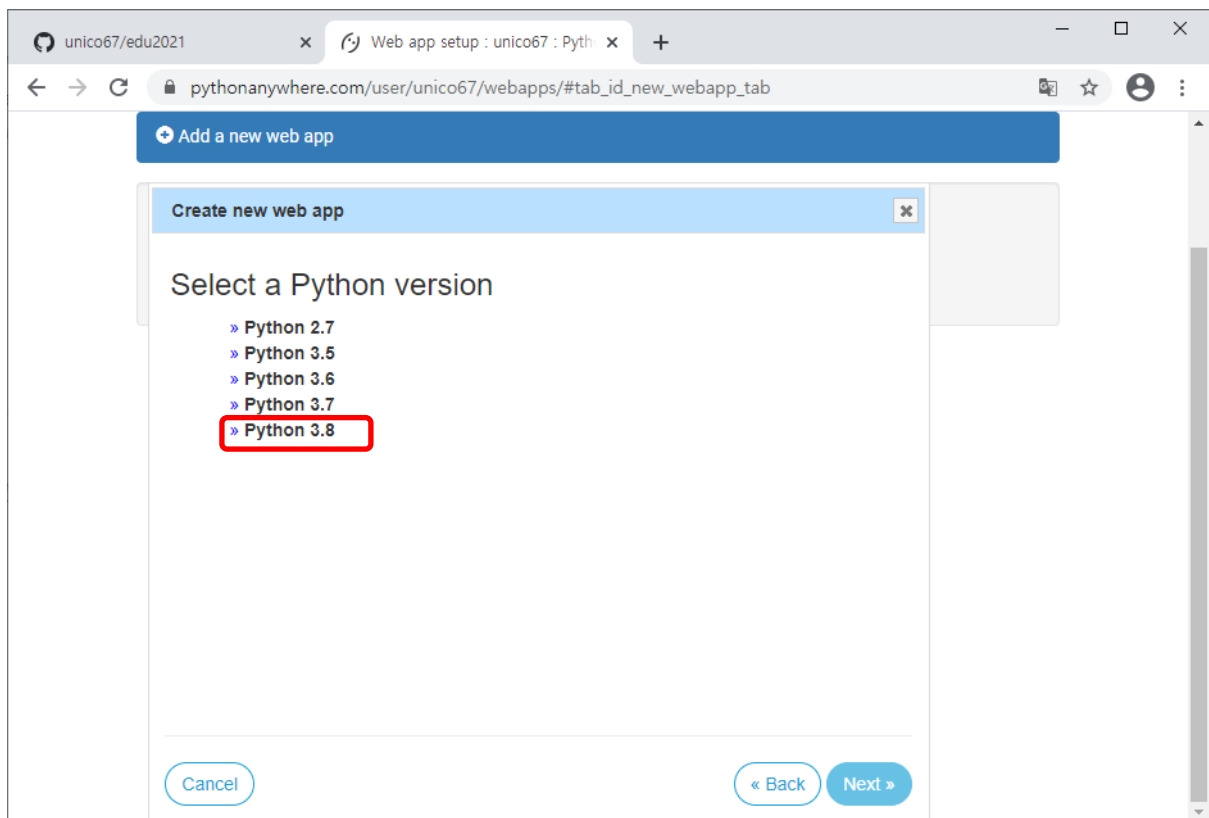 unico67/edu2021
Web app setup : unico67 : Pyth
pythonanywhere.com/user/unico67/webapps/#tab_id_new_webapp_tab
Add a new web app
Create new web app
Select a Python version
» Python 2.7
» Python 3.5
» Python 3.6
» Python 3.7
» Python 3.8
Cancel
« Back
Next »